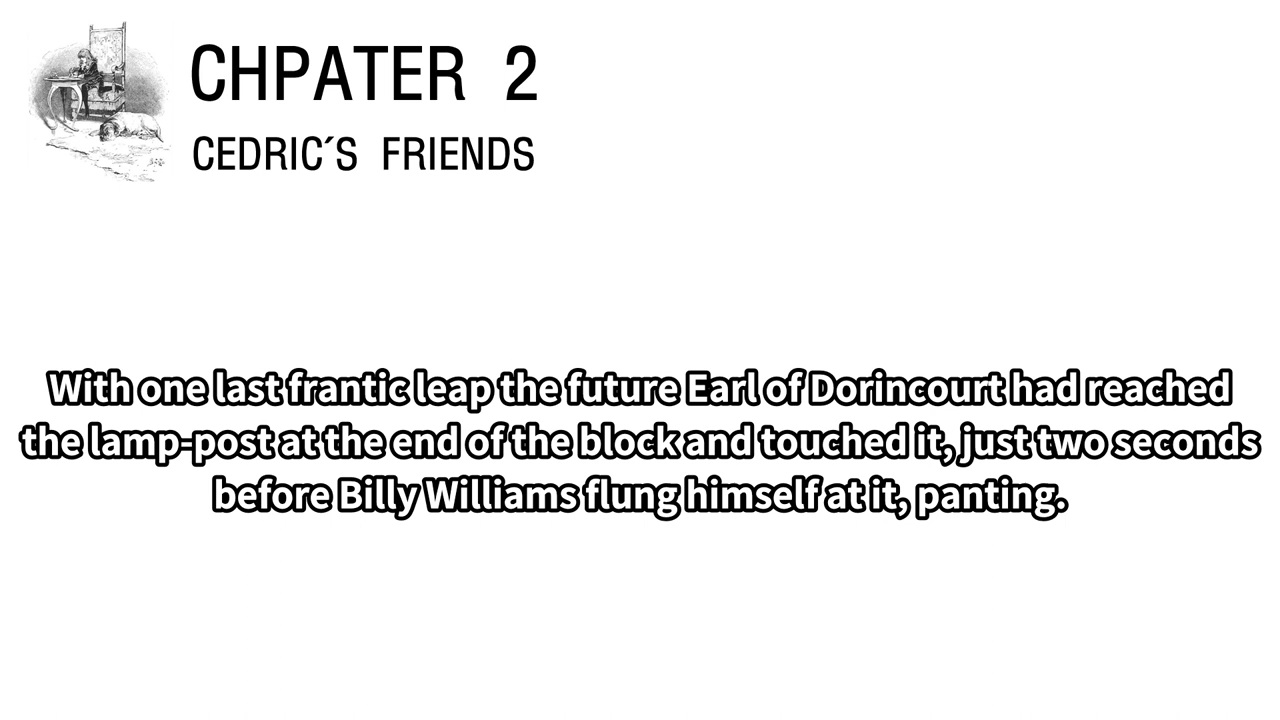 CHPATER 2
CEDRIC´S FRIENDS
With one last frantic leap the future Earl of Dorincourt had reached
the lamp-post at the end of the block and touched it, just two seconds
before Billy Williams flung himself at it, panting.